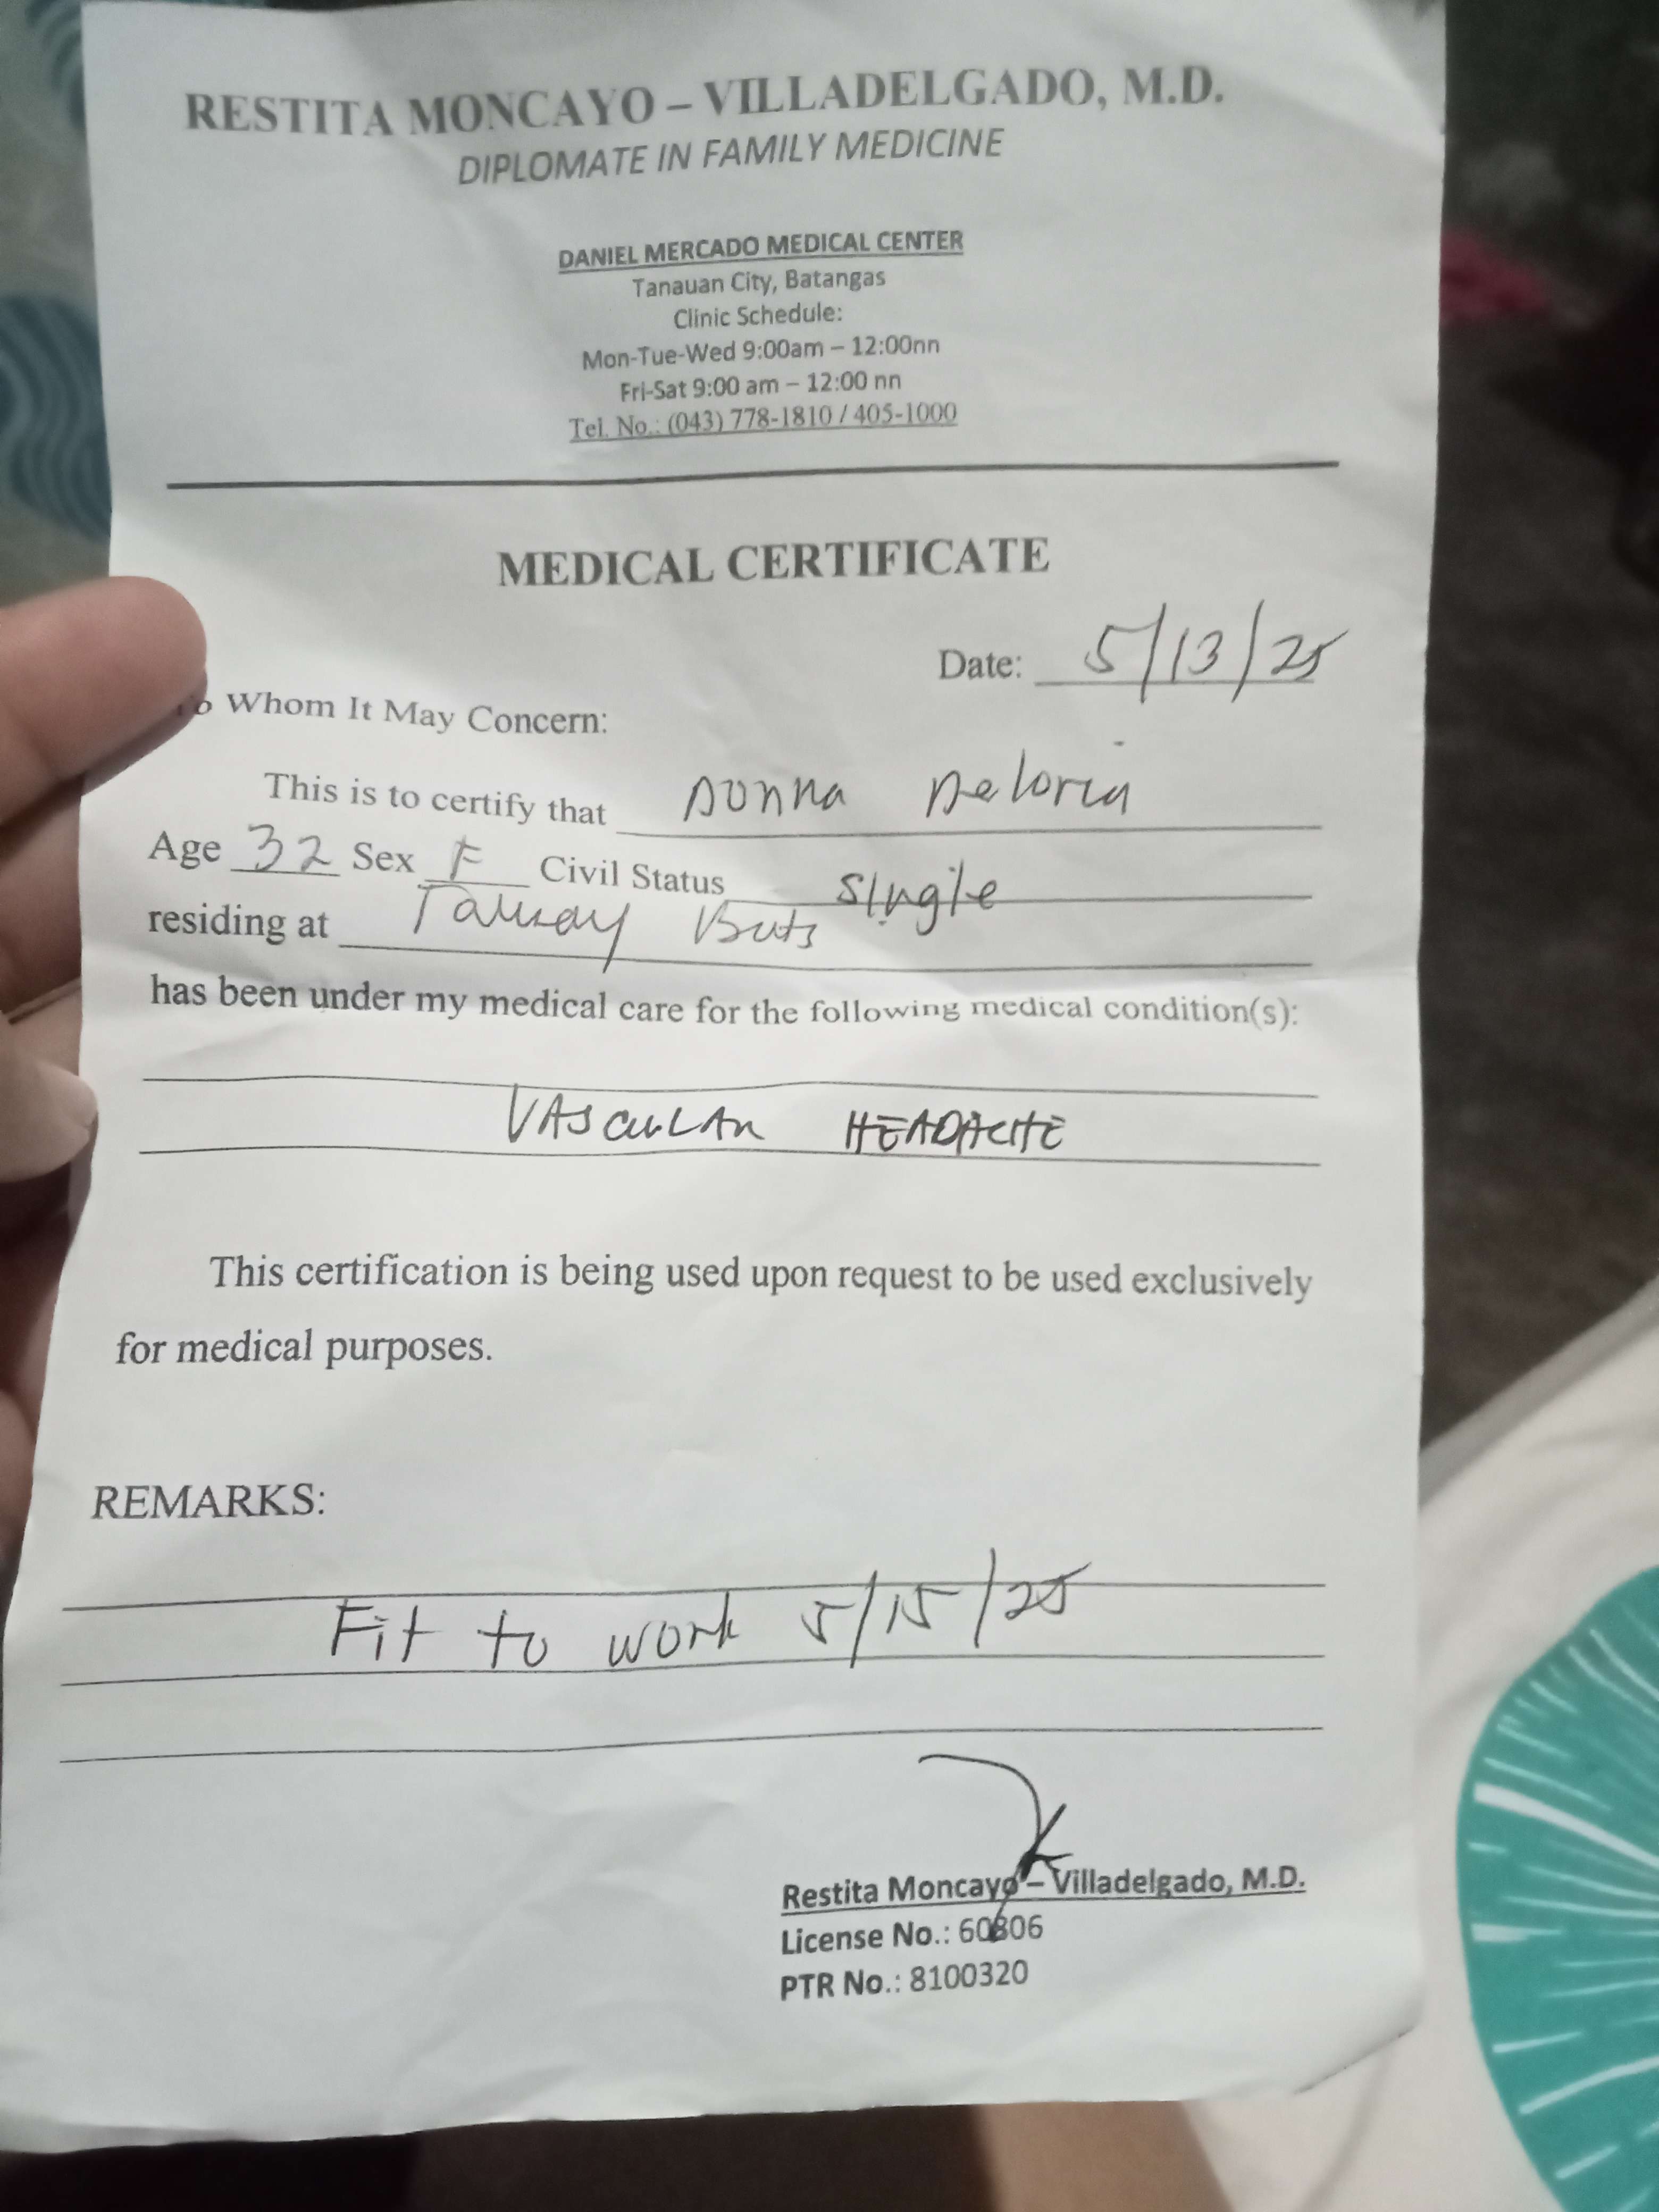 RESTITA MONCAYO – VILLADELGADO, M.D.
DIPLOMATE IN FAMILY MEDICINE
DANIEL MERCADO MEDICAL CENTER
Tanauan City, Batangas
Clinic Schedule:
Mon-Tue-Wed 9:00am – 12:00nn
Fri-Sat 9:00 am – 12:00 nn
Tel. No.: (043) 778-1810 / 405-1000
MEDICAL CERTIFICATE
Date: 5/13/25
Whom It May Concern:
This is to certify that Donna Deloria
Age 32 Sex F Civil Status single
residing at Talisay Bats
has been under my medical care for the following medical condition(s):
VASCULAR HEADACHE
This certification is being used upon request to be used exclusively
for medical purposes.
REMARKS:
Fit to work 5/15/25
Restita Moncayo – Villadelgado, M.D.
License No.: 60806
PTR No.: 8100320